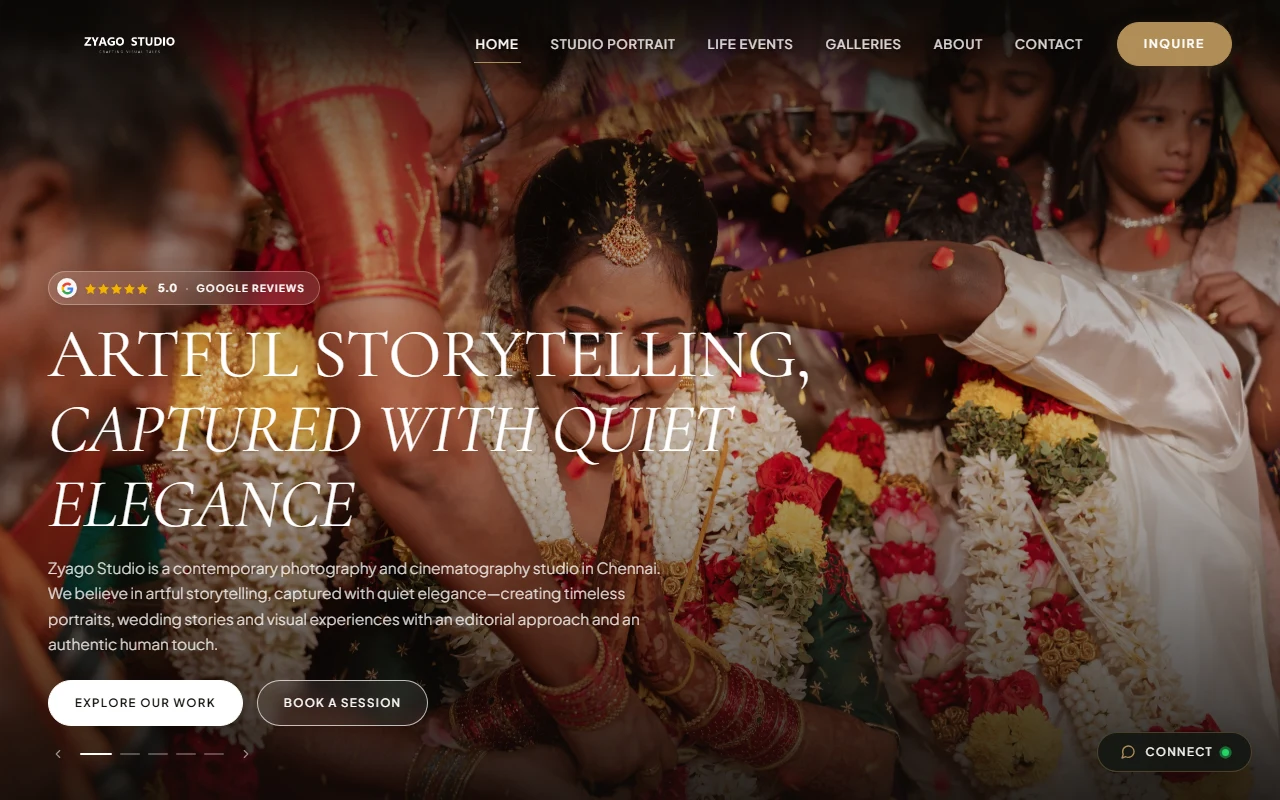 ZYAGO STUDIO
CRAFTING VISUAL TALES
HOME
STUDIO PORTRAIT
LIFE EVENTS
GALLERIES
ABOUT
CONTACT
INQUIRE
5.0 · GOOGLE REVIEWS
ARTFUL STORYTELLING,
CAPTURED WITH QUIET
ELEGANCE
Zyago Studio is a contemporary photography and cinematography studio in Chennai.
We believe in artful storytelling, captured with quiet elegance—creating timeless
portraits, wedding stories and visual experiences with an editorial approach and an
authentic human touch.
EXPLORE OUR WORK
BOOK A SESSION
CONNECT